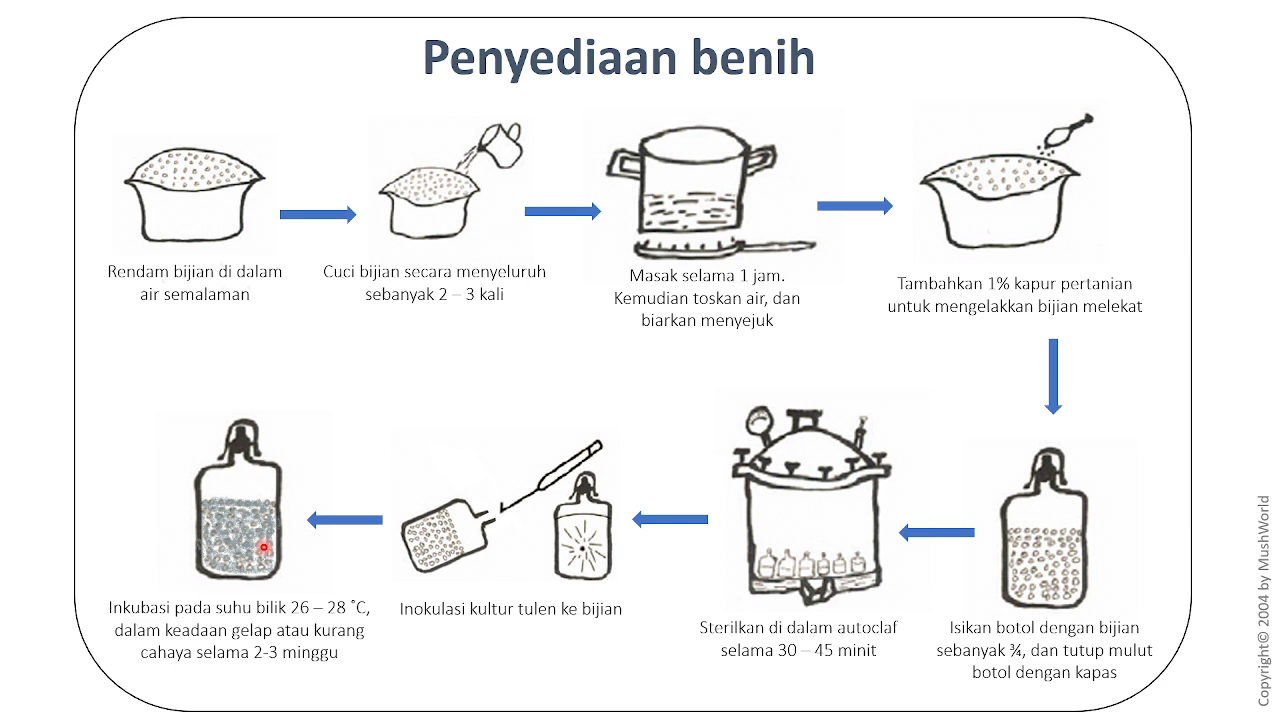 Penyediaan benih
Rendam bijian di dalam
air semalaman
Cuci bijian secara menyeluruh
sebanyak 2 – 3 kali
Masak selama 1 jam.
Kemudian toskan air, dan
biarkan menyejuk
Tambahkan 1% kapur pertanian
untuk mengelakkan bijian melekat
Isikan botol dengan bijian
sebanyak ¾, dan tutup mulut
botol dengan kapas
Sterilkan di dalam autoclaf
selama 30 – 45 minit
Inokulasi kultur tulen ke bijian
Inkubasi pada suhu bilik 26 – 28 ˚C,
dalam keadaan gelap atau kurang
cahaya selama 2-3 minggu
Copyright© 2004 by MushWorld